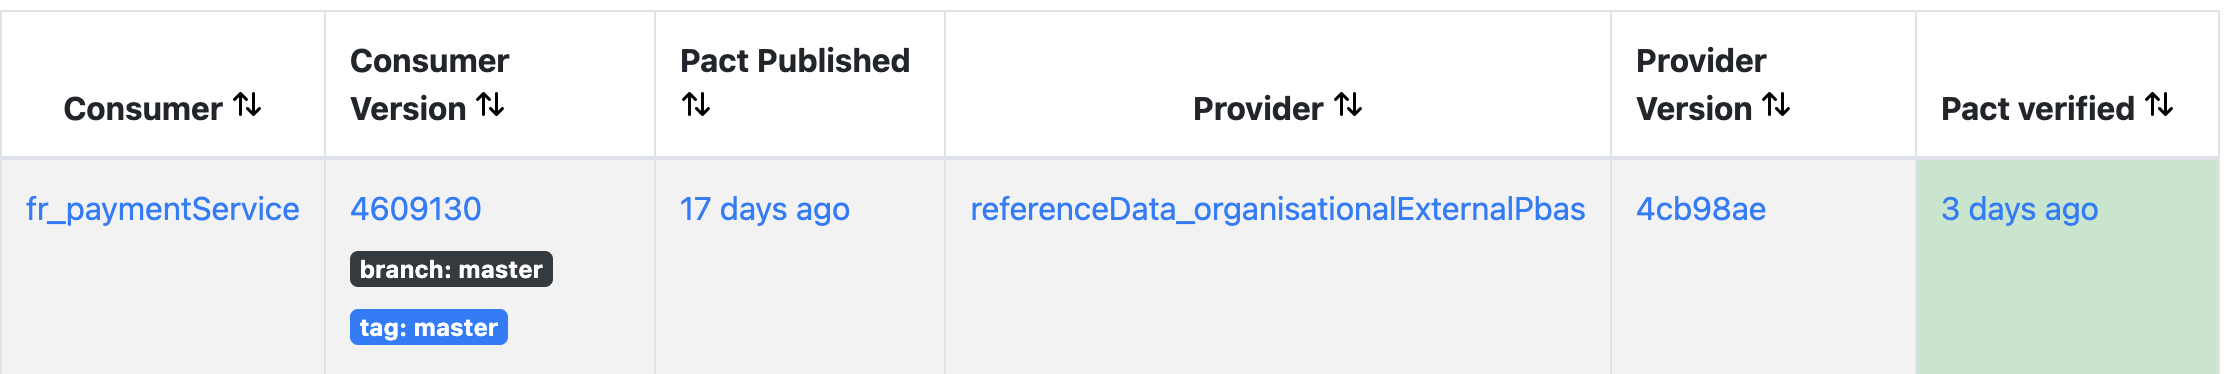 Consumer
Consumer
Version
Pact Published
Provider
Provider
Version
Pact verified
fr_paymentService
4609130
branch: master
tag: master
17 days ago
referenceData_organisationalExternalPbas
4cb98ae
3 days ago